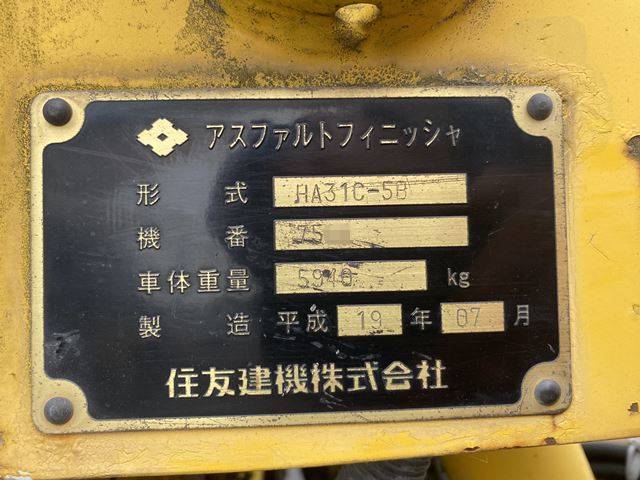 アスファルトフィニッシャ
形式 HA31C-5B
機番 75
車体重量 5940 kg
製造 平成 19 年 07 月
住友建機株式会社